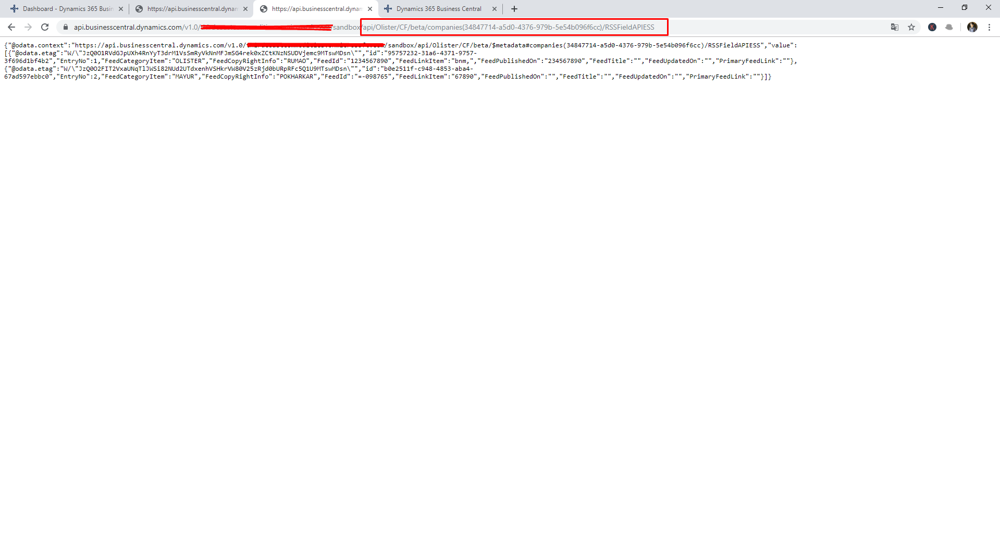 Dashboard - Dynamics 365 Busin
https://api.businesscentral.dynam
https://api.businesscentral.dynan
Dynamics 365 Business Central
api.businesscentral.dynamics.com/v1.0/ /sandbox/api/Olister/CF/beta/companies(34847714-a5d0-4376-979b-5e54b096f6cc)/RSSFieldAPIESS
K
{"@odata.context":"https://api.businesscentral.dynamics.com/v1.0/ /sandbox/api/Olister/CF/beta/$metadata#companies(34847714-a5d0-4376-979b-5e54b096f6cc)/RSSFieldAPIESS","value":
[{"@odata.etag":"W/\"JzQ0O1RVdGJpUXh4RnYyT3drM1VsSmRyVkNnMFJmSG4rek0xZCtKNzNSUDVjemc9MTswMDsn\"","id":"95757232-31a6-4371-9757-
3f696d1bf4b2","EntryNo":1,"FeedCategoryItem":"OLISTER","FeedCopyRightInfo":"RUMAO","FeedId":"1234567890","FeedLinkItem":"bnm,","FeedPublishedOn":"234567890","FeedTitle":"","FeedUpdatedOn":"","PrimaryFeedLink":""},
{"@odata.etag":"W/\"JzQ0O2FIT2VxaUNqTlJWSi82NUd2UTdxenhVSHkrVW80V25zRjd0bURpRFc5Q1U9MTswMDsn\"","id":"b0e2511f-c948-4853-aba4-
67ad597ebbc0","EntryNo":2,"FeedCategoryItem":"MAYUR","FeedCopyRightInfo":"POKHARKAR","FeedId":"=-098765","FeedLinkItem":"67890","FeedPublishedOn":"","FeedTitle":"","FeedUpdatedOn":"","PrimaryFeedLink":""}]}